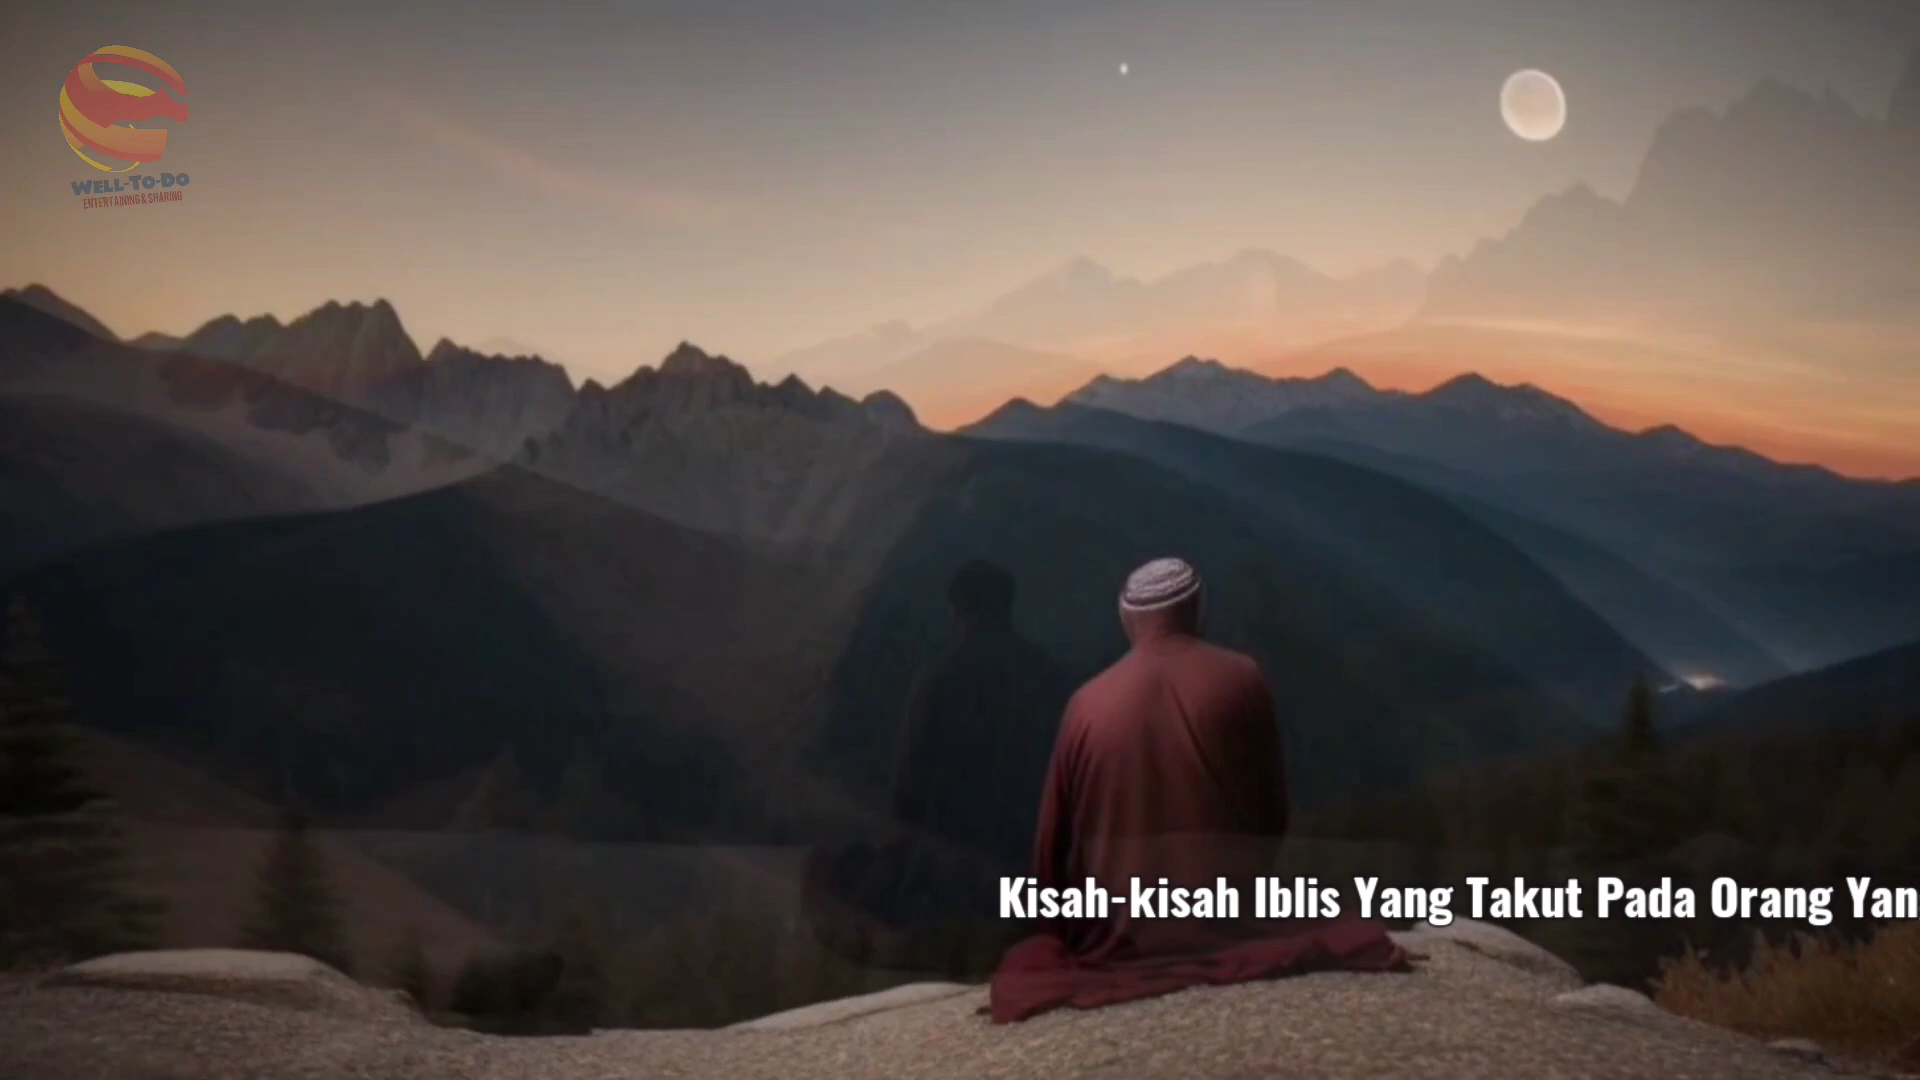 WELL-TO-DO
ENTERTAINING & SHARING
Kisah-kisah Iblis Yang Takut Pada Orang Yan